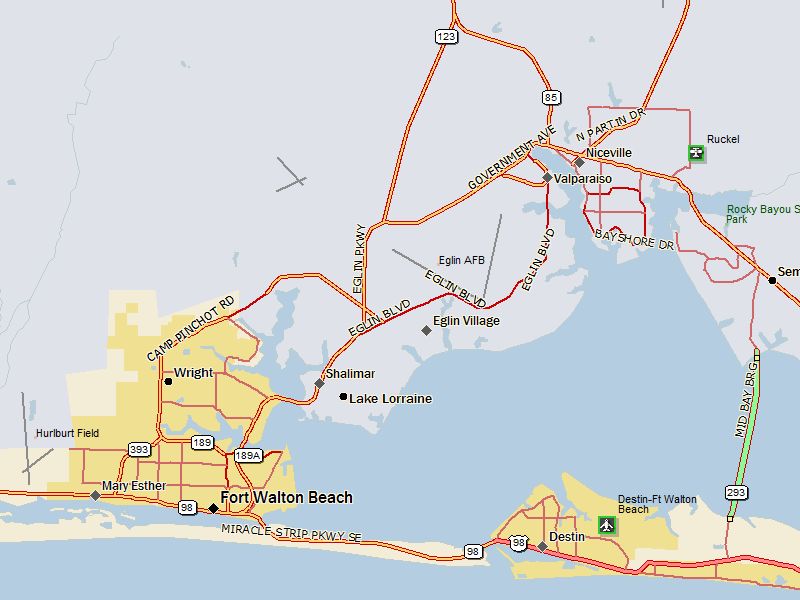 123
85
N PARTIN DR
Ruckel
GOVERNMENT AVE
Niceville
Valparaiso
Rocky Bayou S
Park
EGLIN PKWY
BAYSHORE DR
Eglin AFB
EGLIN BLVD
EGLIN BLVD
Sem
CAMP PINCHOT RD
EGLIN BLVD
Eglin Village
Wright
Shalimar
Lake Lorraine
MID BAY BRG
Hurlburt Field
393
189
189A
Mary Esther
293
98
Fort Walton Beach
Destin-Ft Walton
Beach
MIRACLE STRIP PKWY SE
98
98
Destin